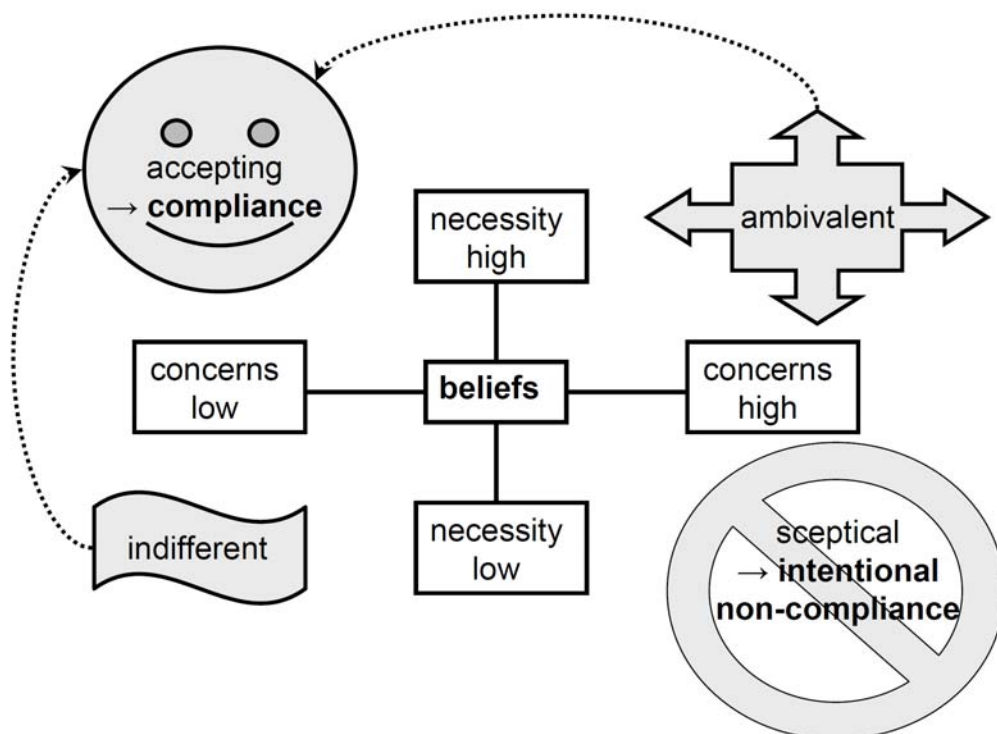 accepting
→ compliance
necessity
high
ambivalent
concerns
low
beliefs
concerns
high
indifferent
necessity
low
sceptical
→ intentional
non-compliance